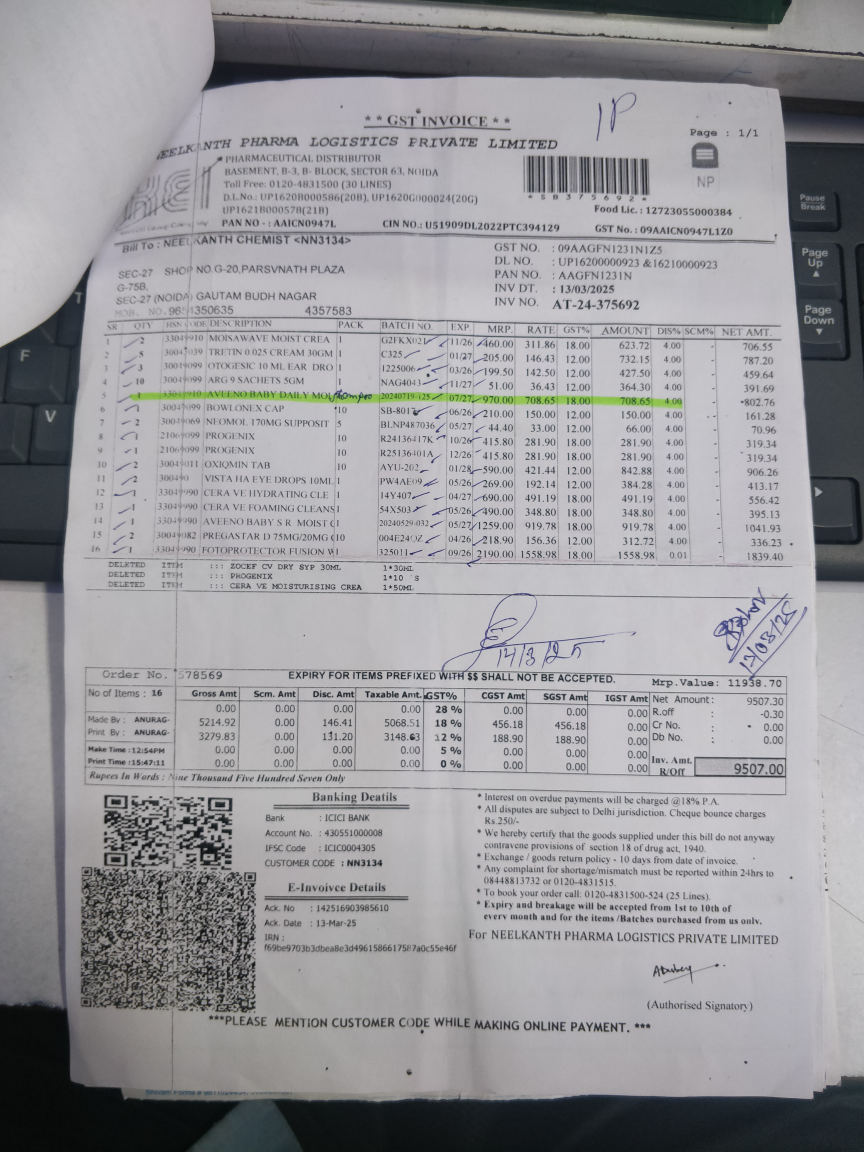 ** GST INVOICE **
1P
Page : 1/1
NEELKANTH PHARMA LOGISTICS PRIVATE LIMITED
PHARMACEUTICAL DISTRIBUTOR
BASEMENT, B-3, B- BLOCK, SECTOR 63, NOIDA
Toll Free: 0120-4831500 (30 LINES)
D.L.No.: UP1620B000586(20B), UP1620G000024(20G)
UP1621B000578(21B)
PAN NO - : AAICN0947L
CIN NO.: U51909DL2022PTC394129
*58375692*
NP
Food Lic. : 12723055000384
GST No. : 09AAICN0947L1Z0
Bill To : NEELKANTH CHEMIST <NN3134>
SEC-27 SHOP NO.G-20,PARSVNATH PLAZA
G-75B,
SEC-27 (NOIDA) GAUTAM BUDH NAGAR
4357583
GST NO. : 09AAGFN1231N1Z5
DL NO. : UP16200000923 &16210000923
PAN NO. : AAGFN1231N
INV DT. : 13/03/2025
INV NO. AT-24-375692
SR QTY HSN CODE DESCRIPTION PACK BATCH NO. EXP. MRP. RATE GST% AMOUNT DIS% SCM% NET AMT.
1 2 33049910 MOISAWAVE MOIST CREA 1 G2FKX021 11/26 460.00 311.86 18.00 623.72 4.00 - 706.55
2 5 30047039 TRETIN 0.025 CREAM 30GM 1 C325 01/27 205.00 146.43 12.00 732.15 4.00 - 787.20
3 3 30049099 OTOGESIC 10 ML EAR DRO 1 1225006 03/26 199.50 142.50 12.00 427.50 4.00 - 459.64
4 10 30049099 ARG 9 SACHETS 5GM 1 NAG4043 11/27 51.00 36.43 12.00 364.30 4.00 - 391.69
5 1 33049910 AVEENO BABY DAILY MOI Shampoo 20240719 07/27 970.00 708.65 18.00 708.65 4.00 - 802.76
6 1 30049099 BOWLONEX CAP 10 SB-8017 06/26 210.00 150.00 12.00 150.00 4.00 - 161.28
7 2 30049069 NEOMOL 170MG SUPPOSIT 5 BLNP487036 05/27 44.40 33.00 12.00 66.00 4.00 - 70.96
8 1 21069099 PROGENIX 10 R24136417K 10/26 415.80 281.90 18.00 281.90 4.00 - 319.34
9 1 21069099 PROGENIX 10 R25136401A 12/26 415.80 281.90 18.00 281.90 4.00 - 319.34
10 2 30049011 OXIQMIN TAB 10 AYU-202 01/28 590.00 421.44 12.00 842.88 4.00 - 906.26
11 2 300490 VISTA HA EYE DROPS 10ML 1 PW4AE09 05/26 269.00 192.14 12.00 384.28 4.00 - 413.17
12 1 33049990 CERA VE HYDRATING CLE 1 14Y407 04/27 690.00 491.19 18.00 491.19 4.00 - 556.42
13 1 33049990 CERA VE FOAMING CLEANS 1 54X503 05/26 490.00 348.80 18.00 348.80 4.00 - 395.13
14 1 33049990 AVEENO BABY S R MOIST C 1 20240529-032 05/27 1259.00 919.78 18.00 919.78 4.00 - 1041.93
15 2 30049082 PREGASTAR D 75MG/20MG C 10 05/26 218.90 156.36 12.00 312.72 4.00 - 336.23
16 1 33049990 FOTOPROTECTOR FUSION W 1 325011 09/26 2190.00 1558.98 18.00 1558.98 0.01 - 1839.40
DELETED ITEM ::: ZOCEF CV DRY SYP 30ML 1*30ML
DELETED ITEM ::: PROGENIX 1*10 S
DELETED ITEM ::: CERA VE MOISTURISING CREA 1*50ML
14/3/25
17/03/25
Order No. 578569 EXPIRY FOR ITEMS PREFIXED WITH $$ SHALL NOT BE ACCEPTED. Mrp.Value: 11938.70
No of Items : 16 Gross Amt Scm. Amt Disc. Amt Taxable Amt. GST% CGST Amt SGST Amt IGST Amt Net Amount: 9507.30
0.00 0.00 0.00 0.00 28 % 0.00 0.00 0.00 R.off : -0.30
Made By : ANURAG- 5214.92 0.00 146.41 5068.51 18 % 456.18 456.18 0.00 Cr No. : 0.00
Print By : ANURAG- 3279.83 0.00 131.20 3148.63 12 % 188.90 188.90 0.00 Db No. : 0.00
Make Time :12:54PM 0.00 0.00 0.00 0.00 5 % 0.00 0.00 0.00
Print Time :15:47:11 0.00 0.00 0.00 0.00 0 % 0.00 0.00 0.00 Inv. Amt. R/Off 9507.00
Rupees In Words : Nine Thousand Five Hundred Seven Only
Banking Deatils
Bank : ICICI BANK
Account No. : 430551000008
IFSC Code : ICIC0004305
CUSTOMER CODE : NN3134
E-Invoivce Details
Ack. No : 142516903985610
Ack. Date : 13-Mar-25
IRN :
* Interest on overdue payments will be charged @18% P.A.
* All disputes are subject to Delhi jurisdiction. Cheque bounce charges
Rs.250/-
* We hereby certify that the goods supplied under this bill do not anyway
contravene provisions of section 18 of drug act, 1940.
* Exchange / goods return policy - 10 days from date of invoice.
* Any complaint for shortage/mismatch must be reported within 24hrs to
08448813732 or 0120-4831515.
* To book your order call: 0120-4831500-524 (25 Lines).
* Expiry and breakage will be accepted from 1st to 10th of
every month and for the items /Batches purchased from us only.
For NEELKANTH PHARMA LOGISTICS PRIVATE LIMITED
(Authorised Signatory)
***PLEASE MENTION CUSTOMER CODE WHILE MAKING ONLINE PAYMENT. ***
Pause
Break
Page
Up
Page
Down
T
F
V